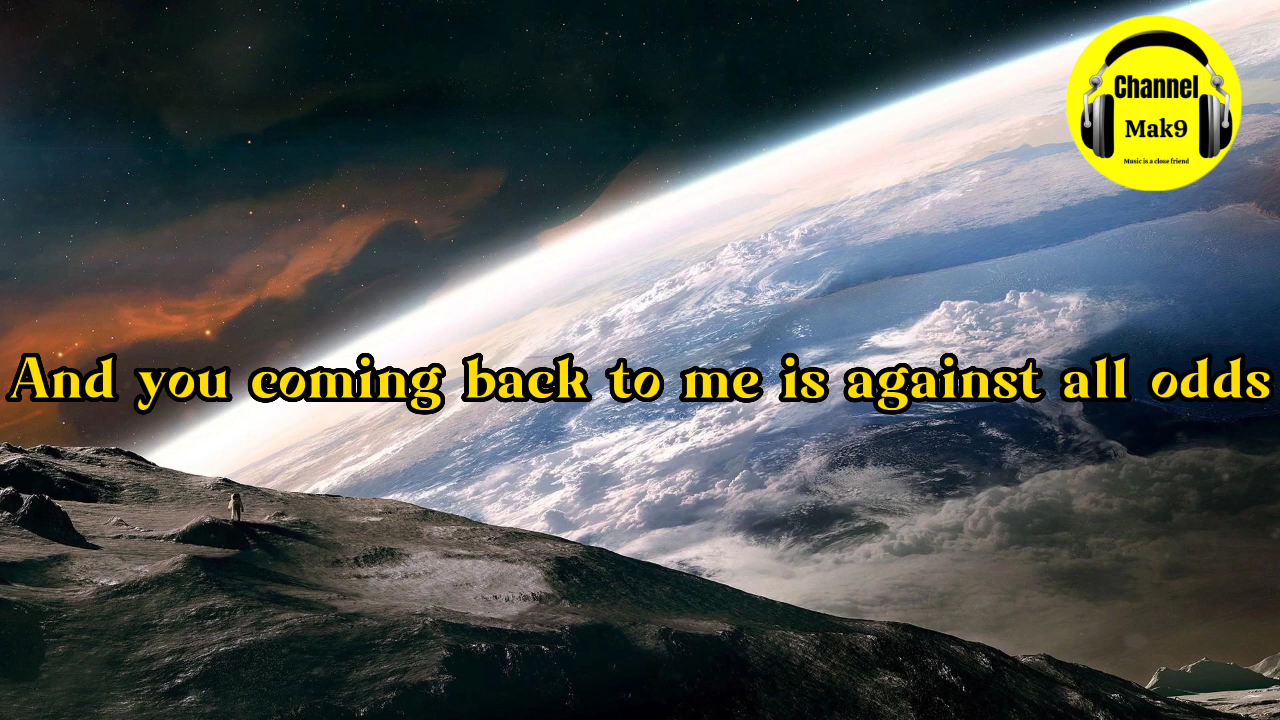 Channel
Mak9
Music is a close friend
And you coming back to me is against all odds